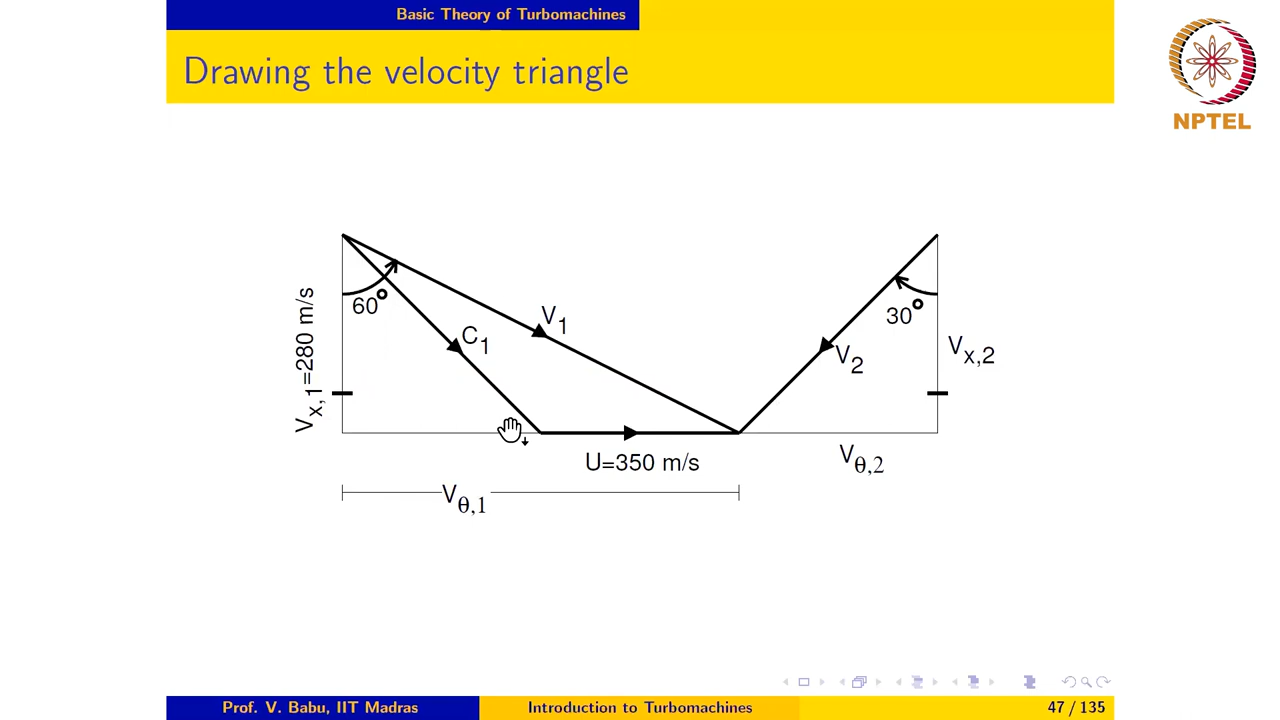 Basic Theory of Turbomachines
Drawing the velocity triangle
NPTEL
60°
V1
C1
Vx,1=280 m/s
30°
V2
Vx,2
U=350 m/s
Vθ,2
Vθ,1
Prof. V. Babu, IIT Madras
Introduction to Turbomachines
47 / 135